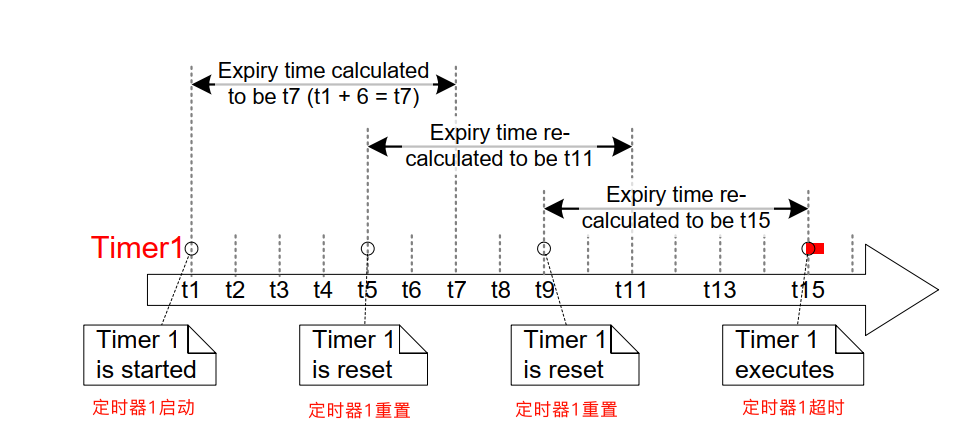 Expiry time calculated
to be t7 (t1 + 6 = t7)
Expiry time re-
calculated to be t11
Expiry time re-
calculated to be t15
Timer1
t1 t2 t3 t4 t5 t6 t7 t8 t9 t11 t13 t15
Timer 1
is started
Timer 1
is reset
Timer 1
is reset
Timer 1
executes
定时器1启动
定时器1重置
定时器1重置
定时器1超时